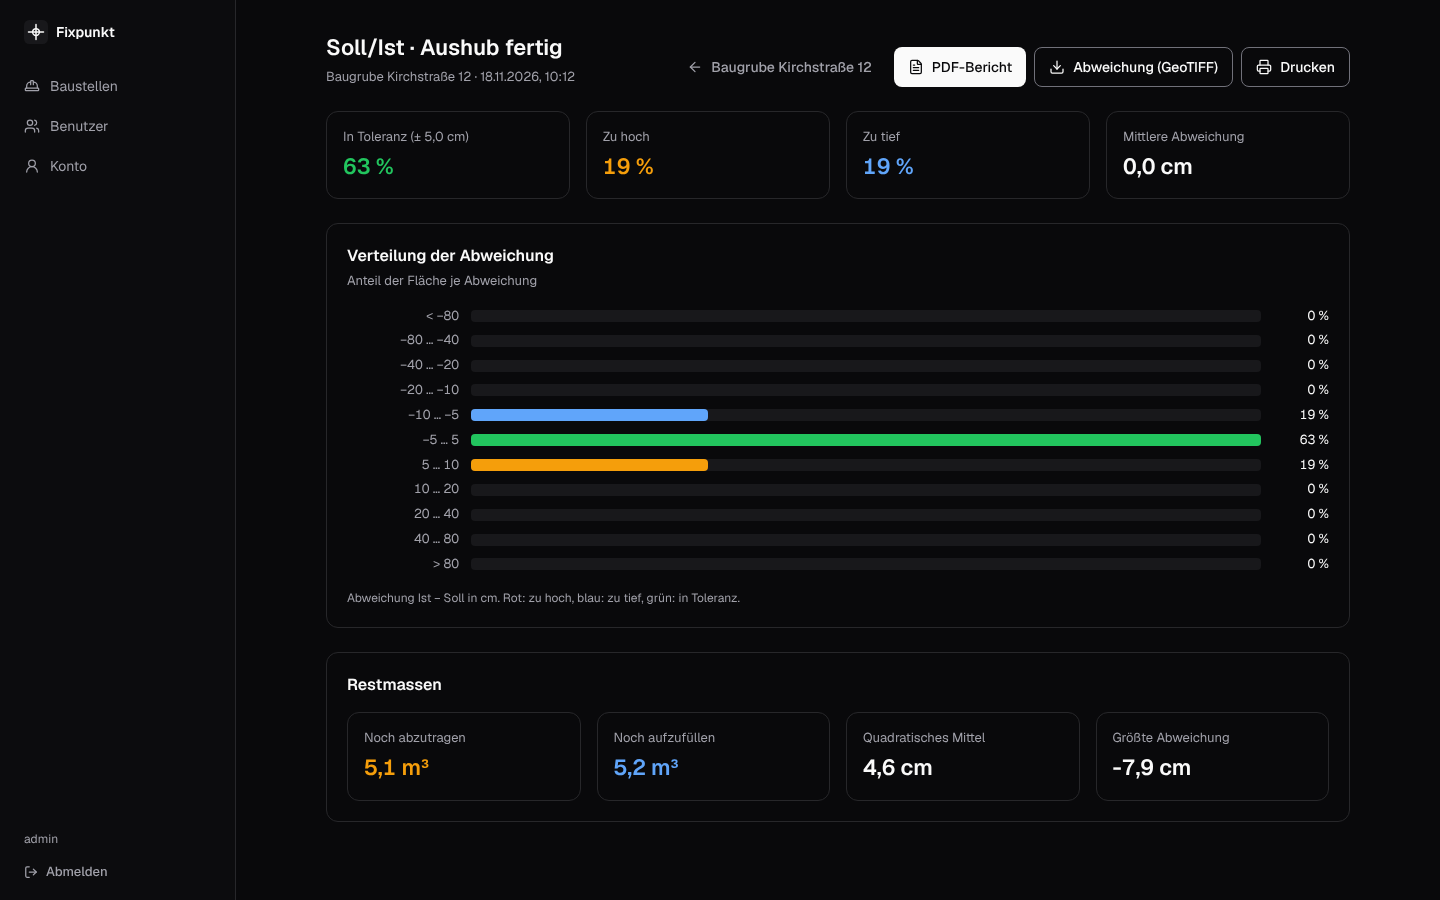 Fixpunkt
Baustellen
Benutzer
Konto
admin
Abmelden
Soll/Ist · Aushub fertig
Baugrube Kirchstraße 12 · 18.11.2026, 10:12
Baugrube Kirchstraße 12
PDF-Bericht
Abweichung (GeoTIFF)
Drucken
In Toleranz (± 5,0 cm)
63 %
Zu hoch
19 %
Zu tief
19 %
Mittlere Abweichung
0,0 cm
Verteilung der Abweichung
Anteil der Fläche je Abweichung
< −80 0 %
−80 … −40 0 %
−40 … −20 0 %
−20 … −10 0 %
−10 … −5 19 %
−5 … 5 63 %
5 … 10 19 %
10 … 20 0 %
20 … 40 0 %
40 … 80 0 %
> 80 0 %
Abweichung Ist − Soll in cm. Rot: zu hoch, blau: zu tief, grün: in Toleranz.
Restmassen
Noch abzutragen
5,1 m³
Noch aufzufüllen
5,2 m³
Quadratisches Mittel
4,6 cm
Größte Abweichung
-7,9 cm